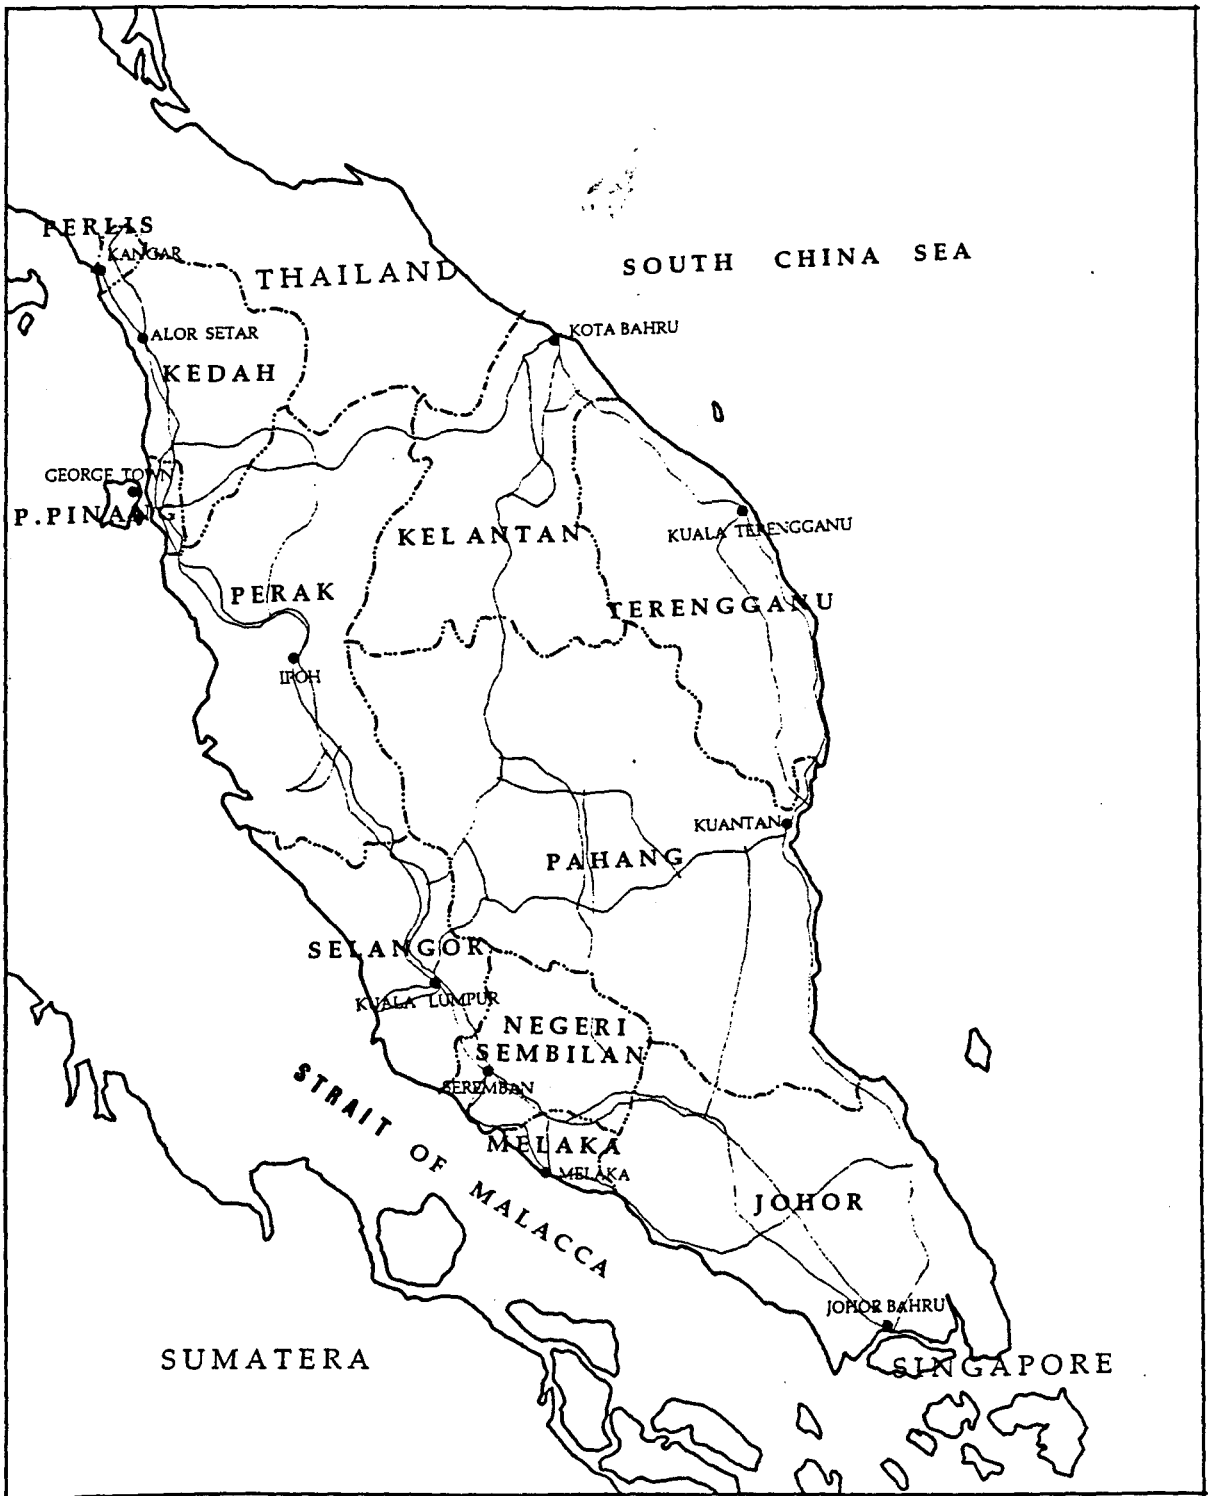 PERLIS
KANGAR
THAILAND
SOUTH CHINA SEA
ALOR SETAR
KOTA BAHRU
KEDAH
GEORGE TOWN
P.PINANG
KELANTAN
KUALA TERENGGANU
PERAK
TERENGGANU
IPOH
KUANTAN
PAHANG
SELANGOR
KUALA LUMPUR
NEGERI
SEMBILAN
SEREMBAN
STRAIT OF MALACCA
MELAKA
MELAKA
JOHOR
JOHOR BAHRU
SUMATERA
SINGAPORE